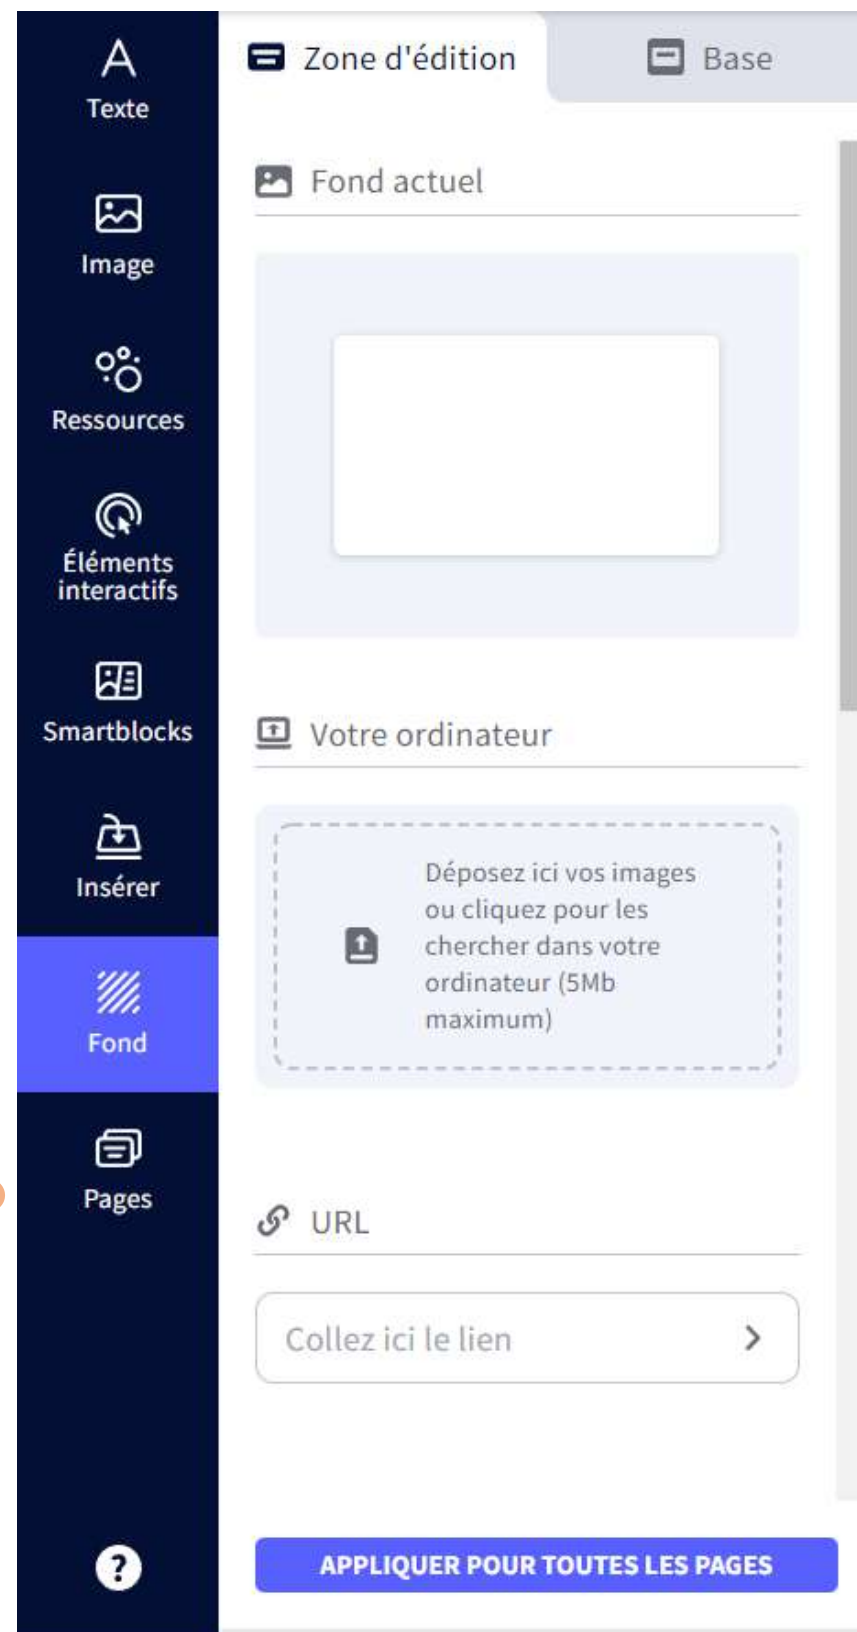 Texte
Image
Ressources
Éléments
interactifs
Smartblocks
Insérer
Fond
Pages
?
Zone d'édition
Base
Fond actuel
Votre ordinateur
Déposez ici vos images
ou cliquez pour les
chercher dans votre
ordinateur (5Mb
maximum)
URL
Collez ici le lien
APPLIQUER POUR TOUTES LES PAGES